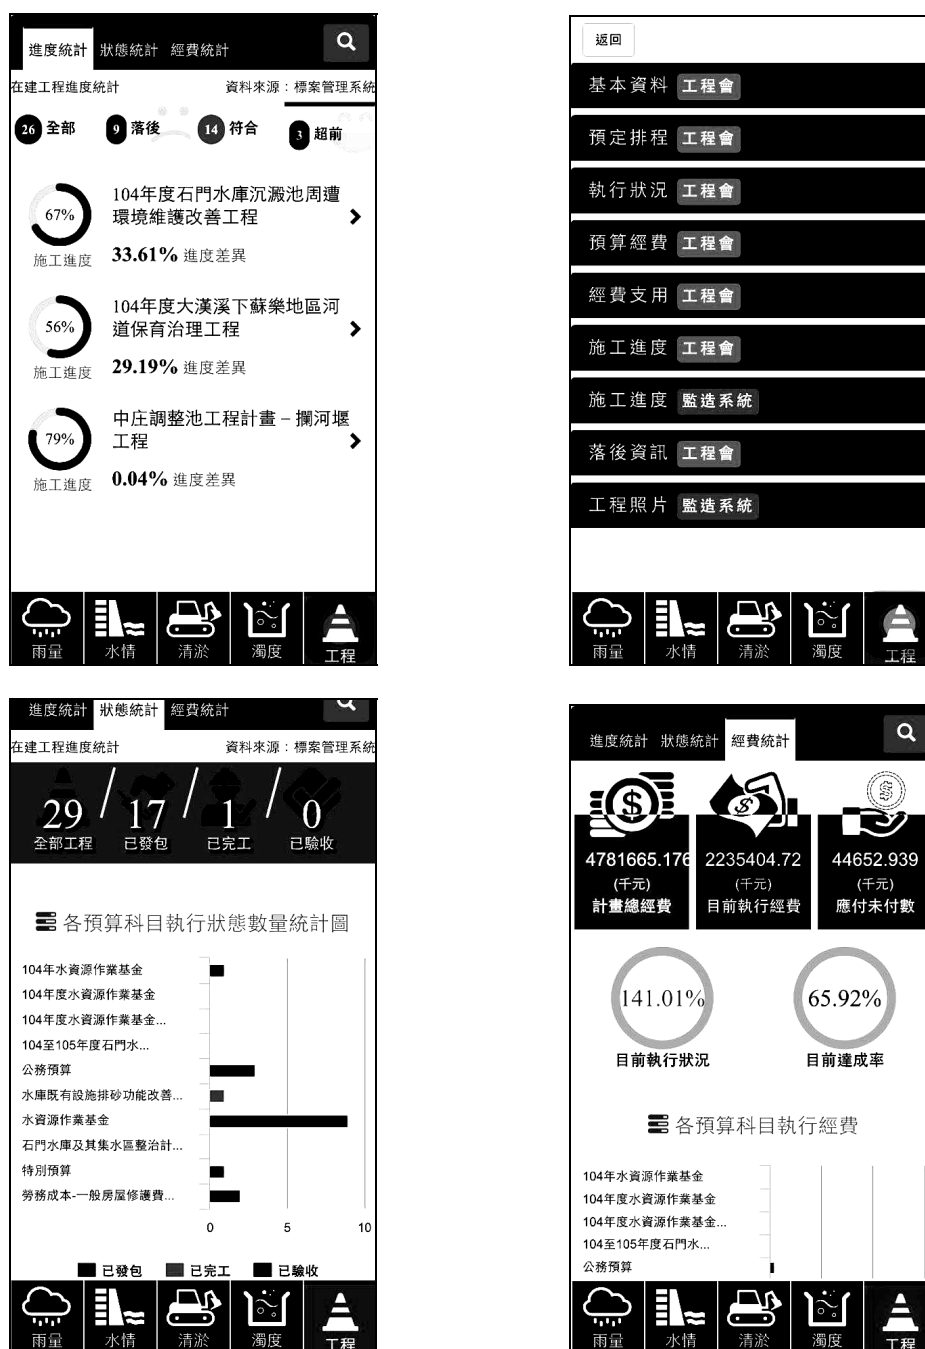 進度統計 狀態統計 經費統計
在建工程進度統計 資料來源：標案管理系統
26 全部 9 落後 14 符合 3 超前
67%
施工進度
104年度石門水庫沉澱池周遭
環境維護改善工程
33.61% 進度差異
56%
施工進度
104年度大漢溪下蘇樂地區河
道保育治理工程
29.19% 進度差異
79%
施工進度
中庄調整池工程計畫 – 攔河堰
工程
0.04% 進度差異
雨量 水情 清淤 濁度 工程
返回
基本資料 工程會
預定排程 工程會
執行狀況 工程會
預算經費 工程會
經費支用 工程會
施工進度 工程會
施工進度 監造系統
落後資訊 工程會
工程照片 監造系統
雨量 水情 清淤 濁度 工程
進度統計 狀態統計 經費統計
在建工程進度統計 資料來源：標案管理系統
29 / 17 / 1 / 0
全部工程 已發包 已完工 已驗收
各預算科目執行狀態數量統計圖
104年水資源作業基金
104年度水資源作業基金
104年度水資源作業基金...
104至105年度石門水...
公務預算
水庫既有設施排砂功能改善...
水資源作業基金
石門水庫及其集水區整治計...
特別預算
勞務成本-一般房屋修護費...
0 5 10
已發包 已完工 已驗收
雨量 水情 清淤 濁度 工程
進度統計 狀態統計 經費統計
4781665.176 2235404.72 44652.939
(千元) (千元) (千元)
計畫總經費 目前執行經費 應付未付數
141.01% 65.92%
目前執行狀況 目前達成率
各預算科目執行經費
104年水資源作業基金
104年度水資源作業基金
104年度水資源作業基金...
104至105年度石門水...
公務預算
雨量 水情 清淤 濁度 工程